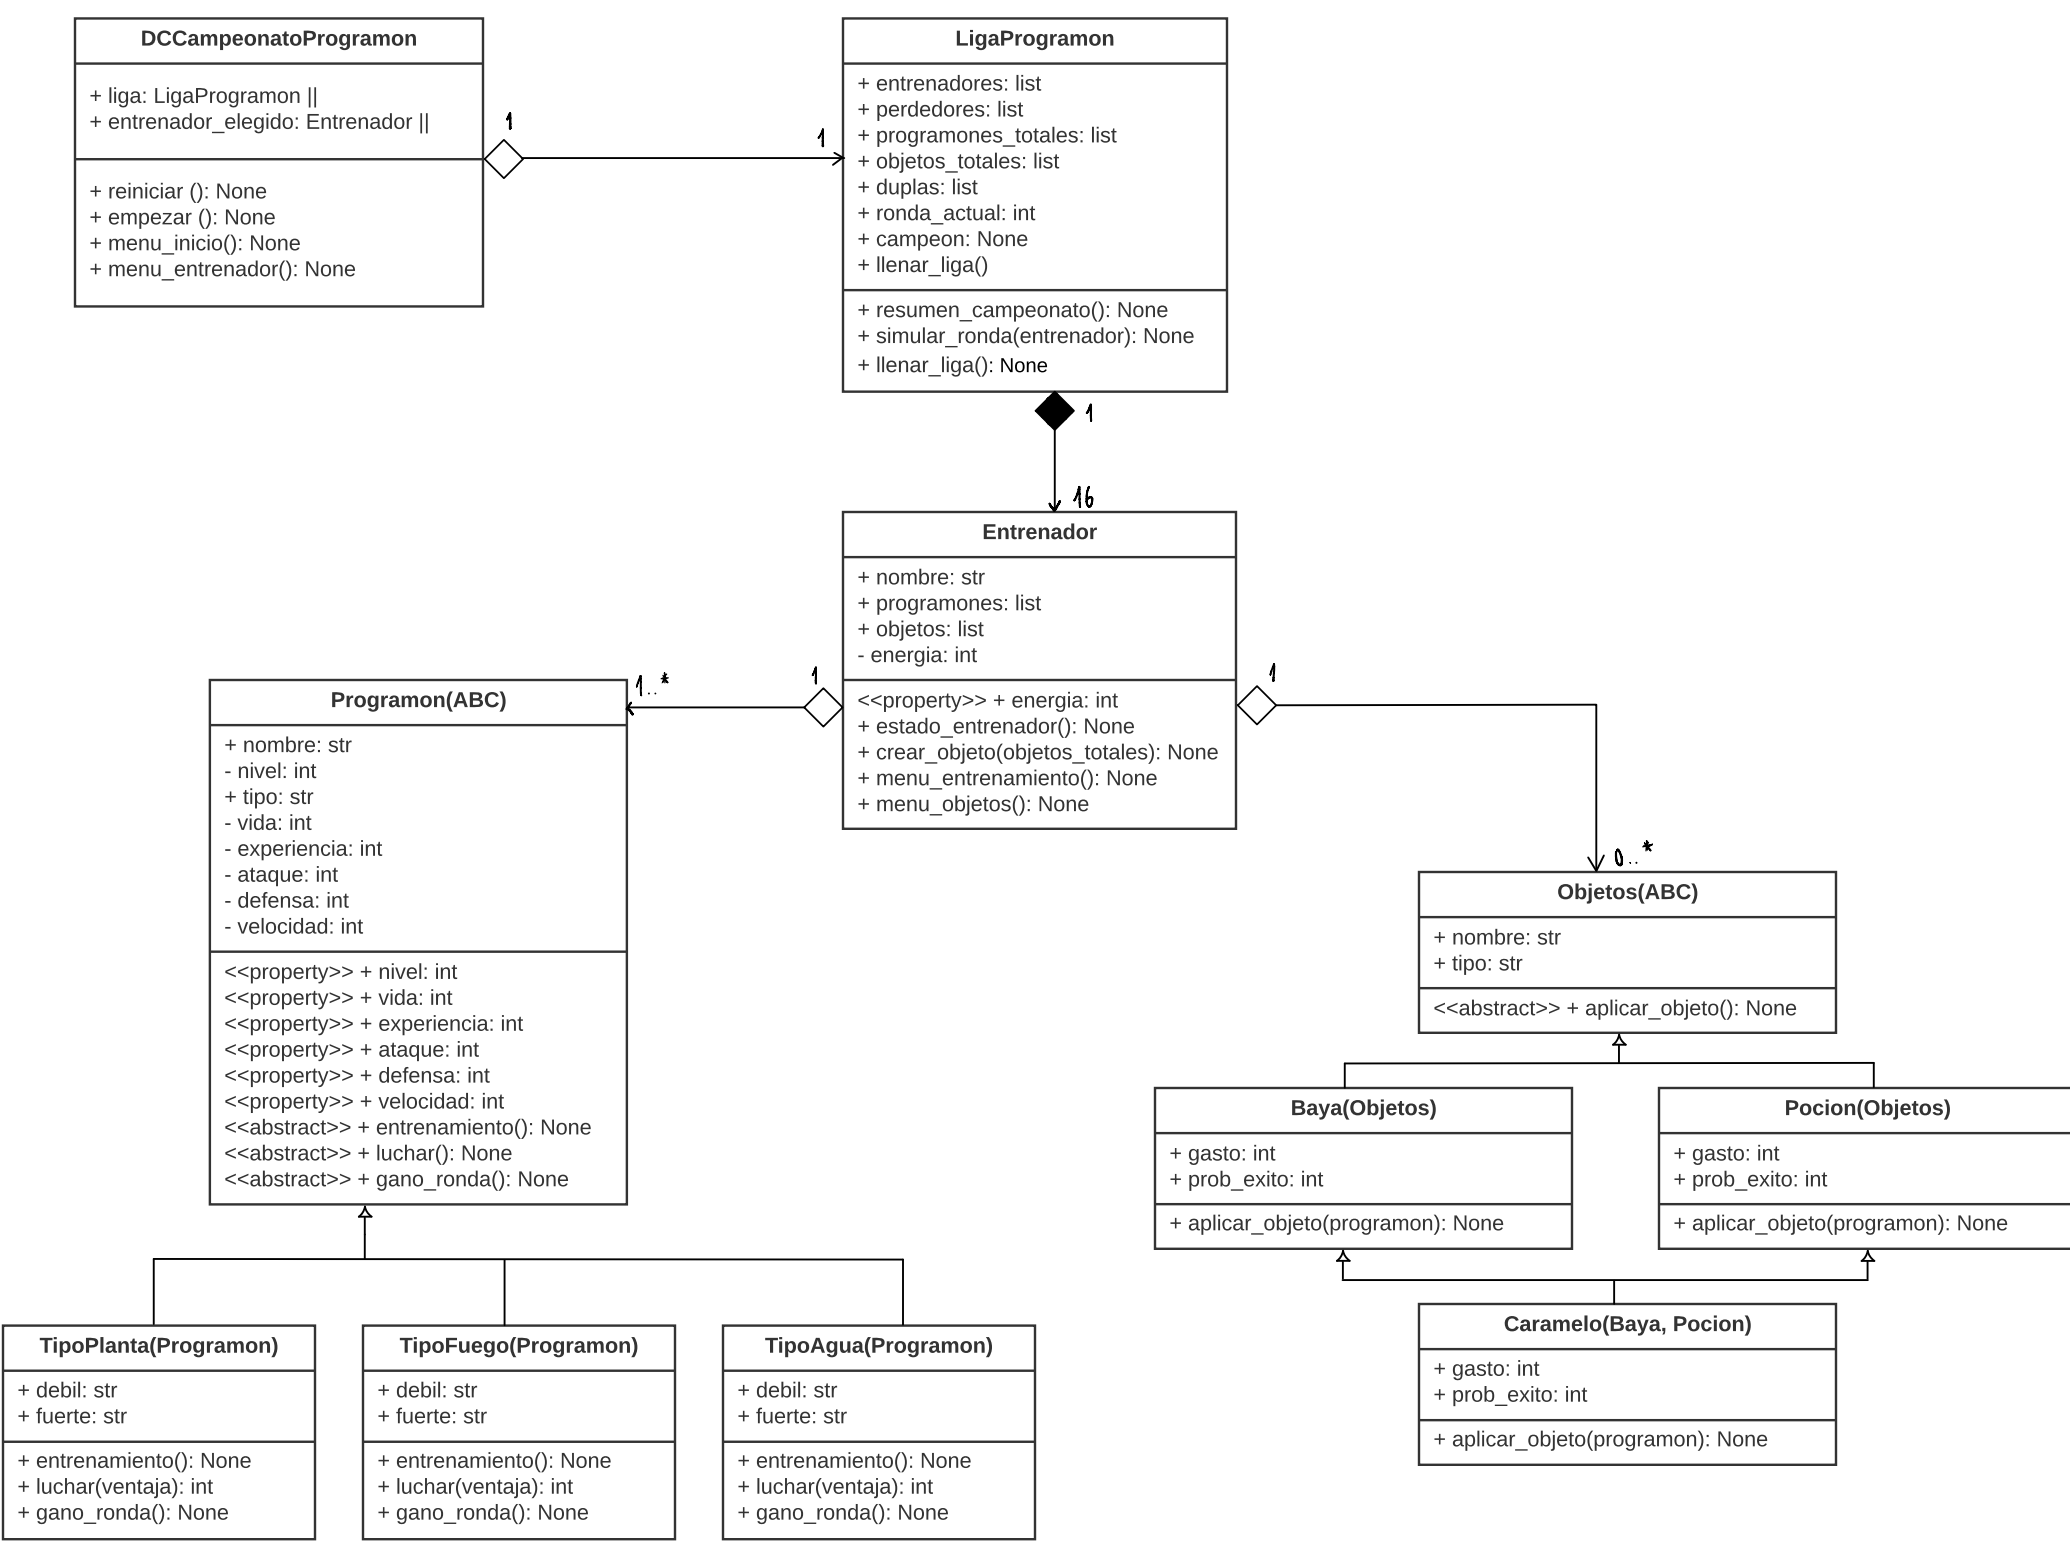 DCCampeonatoProgramon
+ liga: LigaProgramon ||
+ entrenador_elegido: Entrenador ||
+ reiniciar (): None
+ empezar (): None
+ menu_inicio(): None
+ menu_entrenador(): None
1
1
LigaProgramon
+ entrenadores: list
+ perdedores: list
+ programones_totales: list
+ objetos_totales: list
+ duplas: list
+ ronda_actual: int
+ campeon: None
+ llenar_liga()
+ resumen_campeonato(): None
+ simular_ronda(entrenador): None
+ llenar_liga(): None
1
16
Entrenador
+ nombre: str
+ programones: list
+ objetos: list
- energia: int
<<property>> + energia: int
+ estado_entrenador(): None
+ crear_objeto(objetos_totales): None
+ menu_entrenamiento(): None
+ menu_objetos(): None
1
1..*
Programon(ABC)
+ nombre: str
- nivel: int
+ tipo: str
- vida: int
- experiencia: int
- ataque: int
- defensa: int
- velocidad: int
<<property>> + nivel: int
<<property>> + vida: int
<<property>> + experiencia: int
<<property>> + ataque: int
<<property>> + defensa: int
<<property>> + velocidad: int
<<abstract>> + entrenamiento(): None
<<abstract>> + luchar(): None
<<abstract>> + gano_ronda(): None
1
0..*
Objetos(ABC)
+ nombre: str
+ tipo: str
<<abstract>> + aplicar_objeto(): None
Baya(Objetos)
+ gasto: int
+ prob_exito: int
+ aplicar_objeto(programon): None
Pocion(Objetos)
+ gasto: int
+ prob_exito: int
+ aplicar_objeto(programon): None
Caramelo(Baya, Pocion)
+ gasto: int
+ prob_exito: int
+ aplicar_objeto(programon): None
TipoPlanta(Programon)
+ debil: str
+ fuerte: str
+ entrenamiento(): None
+ luchar(ventaja): int
+ gano_ronda(): None
TipoFuego(Programon)
+ debil: str
+ fuerte: str
+ entrenamiento(): None
+ luchar(ventaja): int
+ gano_ronda(): None
TipoAgua(Programon)
+ debil: str
+ fuerte: str
+ entrenamiento(): None
+ luchar(ventaja): int
+ gano_ronda(): None